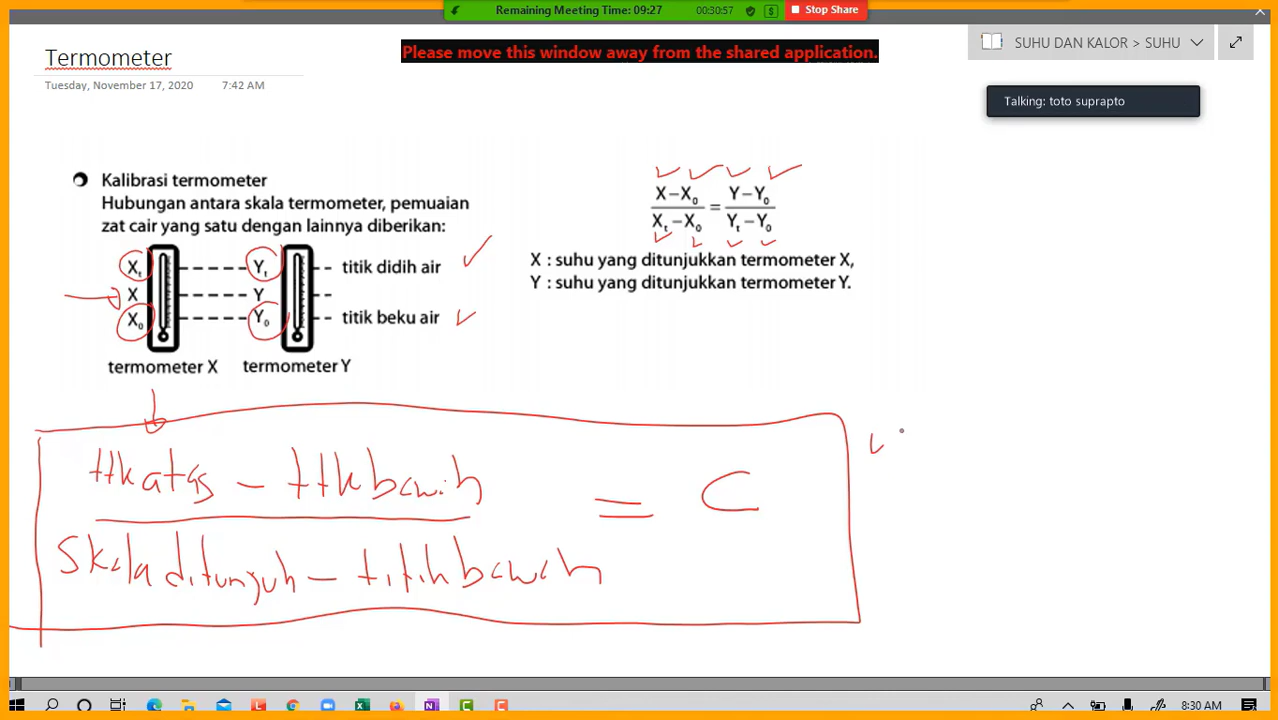 Remaining Meeting Time: 09:27
00:30:57
Stop Share
Termometer
Please move this window away from the shared application.
SUHU DAN KALOR > SUHU
Tuesday, November 17, 2020 7:42 AM
Talking: toto suprapto
Kalibrasi termometer
Hubungan antara skala termometer, pemuaian
zat cair yang satu dengan lainnya diberikan:
Xt Yt titik didih air
X Y
X0 Y0 titik beku air
termometer X termometer Y
X – X0 / Xt – X0 = Y – Y0 / Yt – Y0
X : suhu yang ditunjukkan termometer X,
Y : suhu yang ditunjukkan termometer Y.
ttk atas – ttk bawah
= C
Skala ditunjuk – titik bawah
8:30 AM